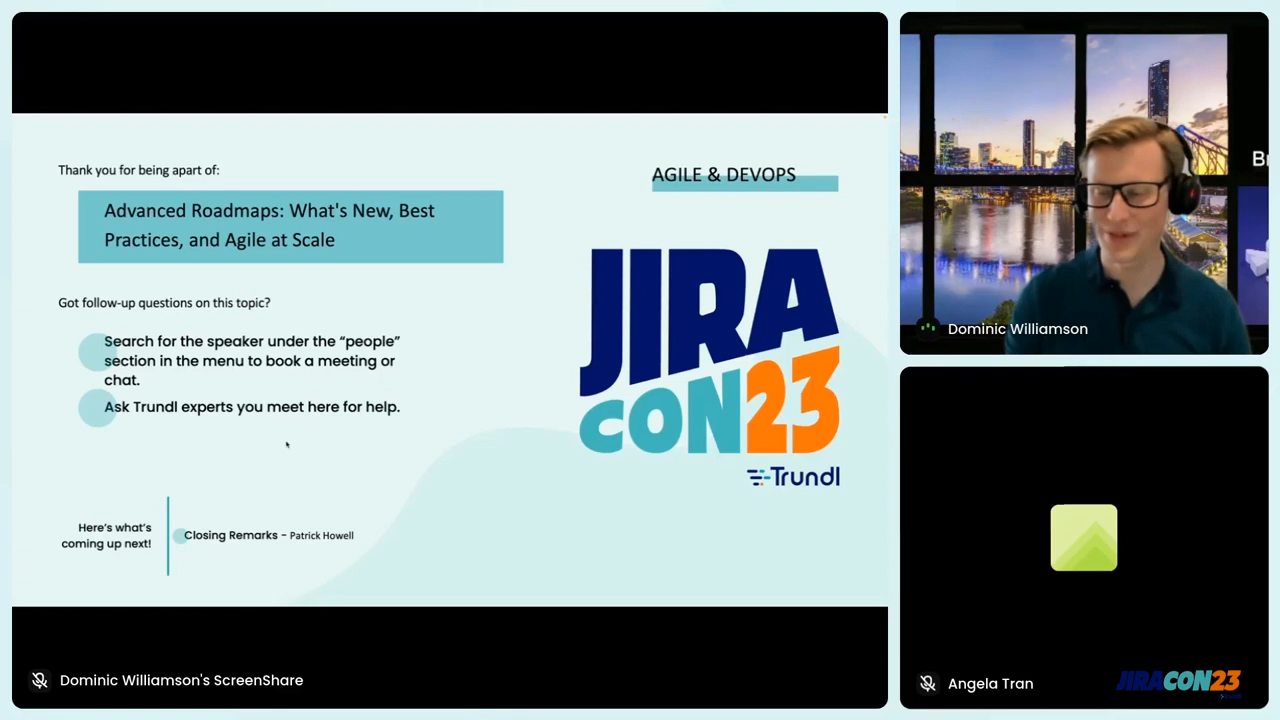 Thank you for being apart of:
Advanced Roadmaps: What's New, Best
Practices, and Agile at Scale
Got follow-up questions on this topic?
Search for the speaker under the “people”
section in the menu to book a meeting or
chat.
Ask Trundl experts you meet here for help.
Here’s what’s
coming up next!
Closing Remarks - Patrick Howell
AGILE & DEVOPS
JIRA
CON23
Trundl
Dominic Williamson's ScreenShare
Dominic Williamson
Angela Tran
JIRACON23